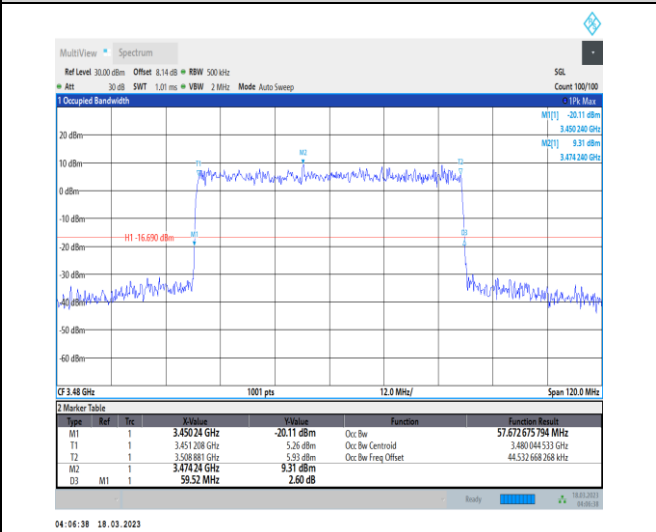 MultiView Spectrum
Ref Level 30.00 dBm Offset 8.14 dB RBW 500 kHz SGL
Att 30 dB SWT 1.01 ms VBW 2 MHz Mode Auto Sweep Count 100/100
1 Occupied Bandwidth 1Pk Max
M1[1] -20.11 dBm
3.450 240 GHz
M2[1] 9.31 dBm
3.474 240 GHz
20 dBm
10 dBm
0 dBm
-10 dBm
-20 dBm
-30 dBm
-40 dBm
-50 dBm
-60 dBm
T1
M2
H1 -16.690 dBm
M1
D3
CF 3.48 GHz 1001 pts 12.0 MHz/ Span 120.0 MHz
2 Marker Table
Type Ref Trc X-Value Y-Value Function Function Result
M1 1 3.450 24 GHz -20.11 dBm Occ Bw 57.672 675 794 MHz
T1 1 3.451 208 GHz 5.26 dBm Occ Bw Centroid 3.480 044 533 GHz
T2 1 3.508 881 GHz 5.93 dBm Occ Bw Freq Offset 44.532 668 268 kHz
M2 1 3.474 24 GHz 9.31 dBm
D3 M1 1 59.52 MHz 2.60 dB
Ready 18.03.2023
04:06:38
04:06:38 18.03.2023